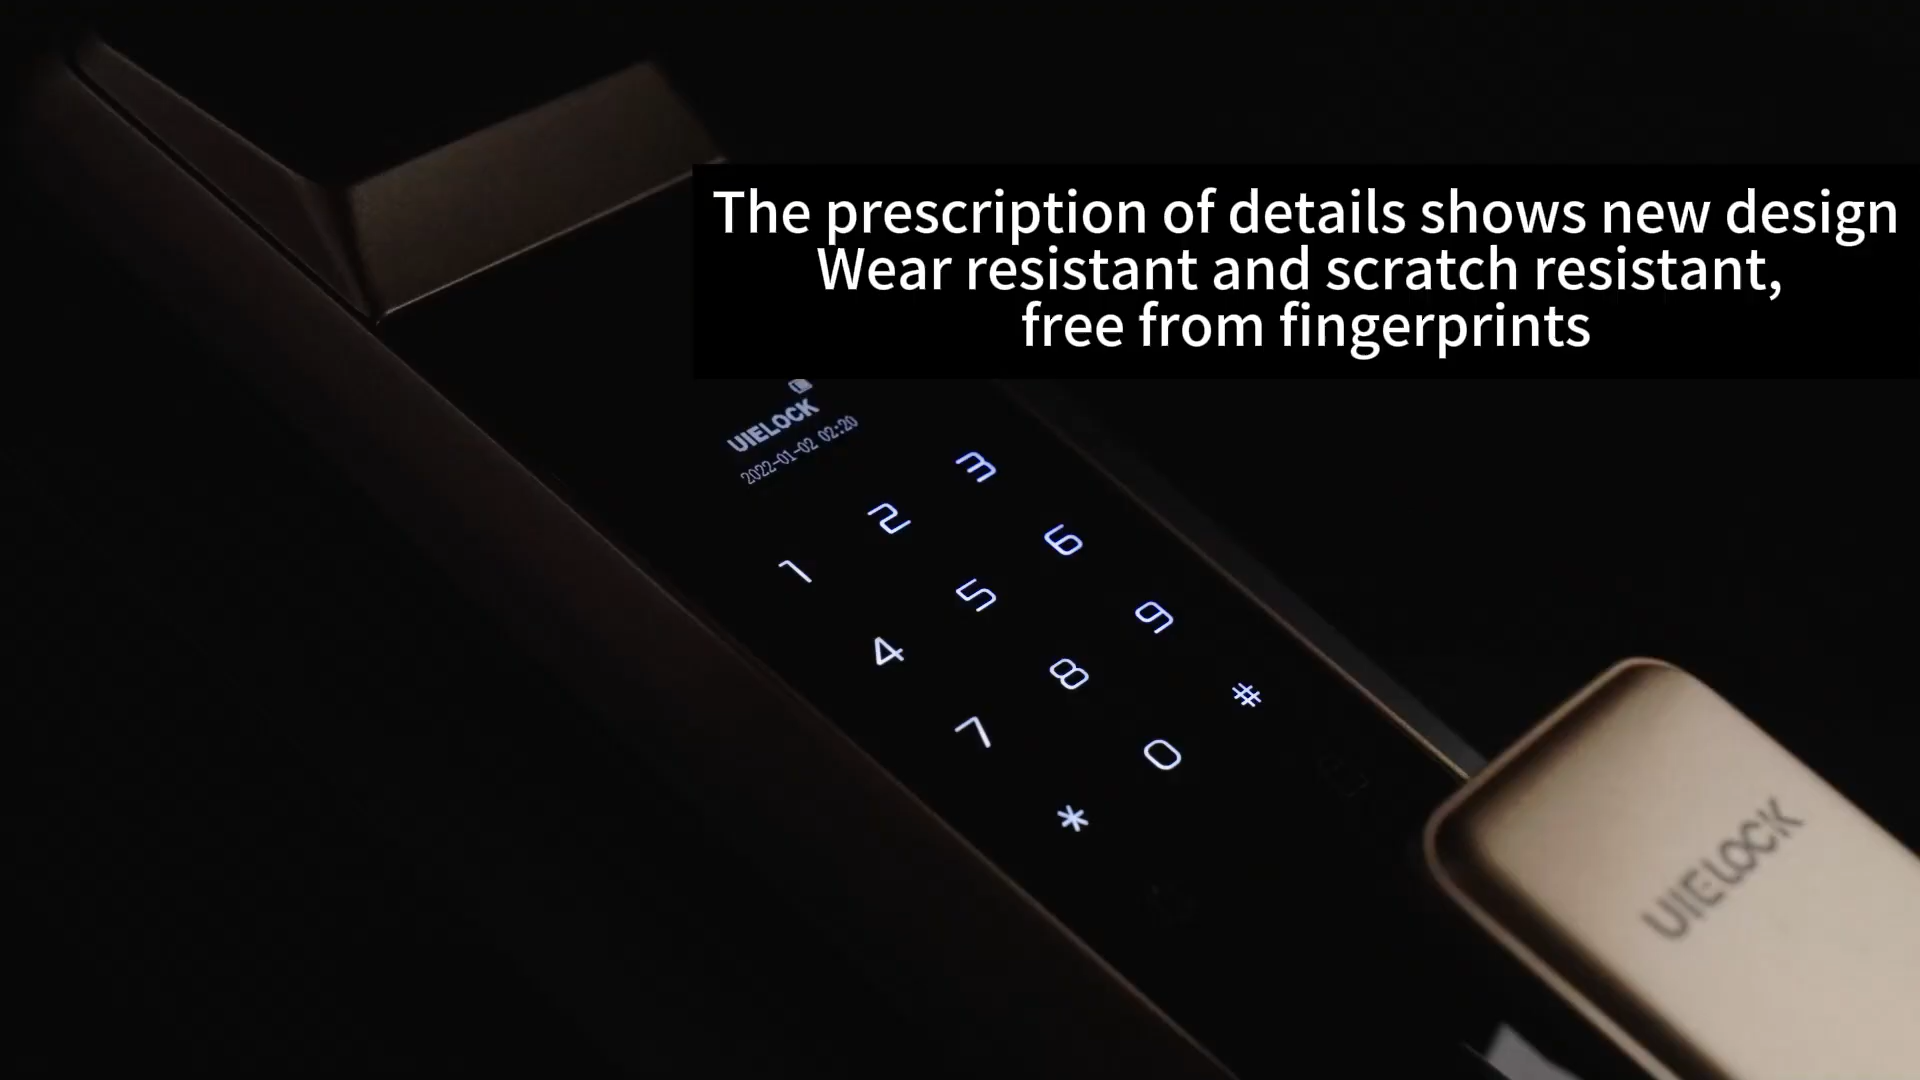 The prescription of details shows new design
Wear resistant and scratch resistant,
free from fingerprints
UIELOCK
2022-01-02 02:20
1 2 3
4 5 6
7 8 9
* 0 #
UIELOCK